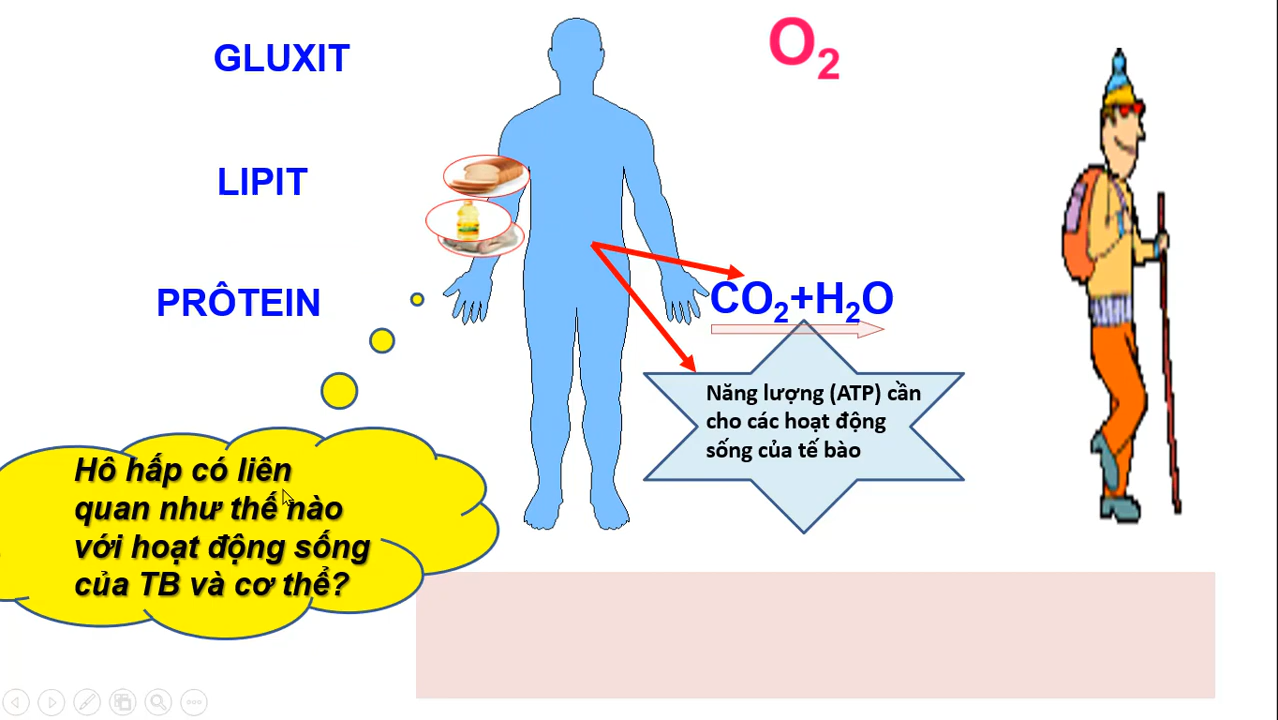 GLUXIT
O₂
LIPIT
PRÔTEIN
CO₂+H₂O
Năng lượng (ATP) cần
cho các hoạt động
sống của tế bào
Hô hấp có liên
quan như thế nào
với hoạt động sống
của TB và cơ thể?